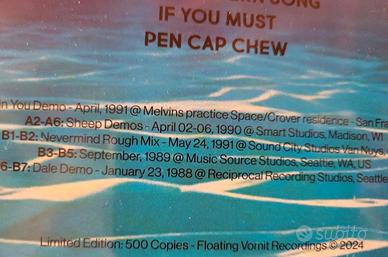 SONG
IF YOU MUST
PEN CAP CHEW
in You Demo - April, 1991 @ Melvins practice Space/Crover residence - San Fra
A2-A6: Sheep Demos - April 02-06, 1990 @ Smart Studios, Madison, WI
B1-B2: Nevermind Rough Mix - May 24, 1991 @ Sound City Studios Van Nuys
B3-B5: September, 1989 @ Music Source Studios, Seattle, WA, US
6-B7: Dale Demo - January 23, 1988 @ Reciprocal Recording Studios, Seattle
Limited Edition: 500 Copies - Floating Vomit Recordings © 2024
subito